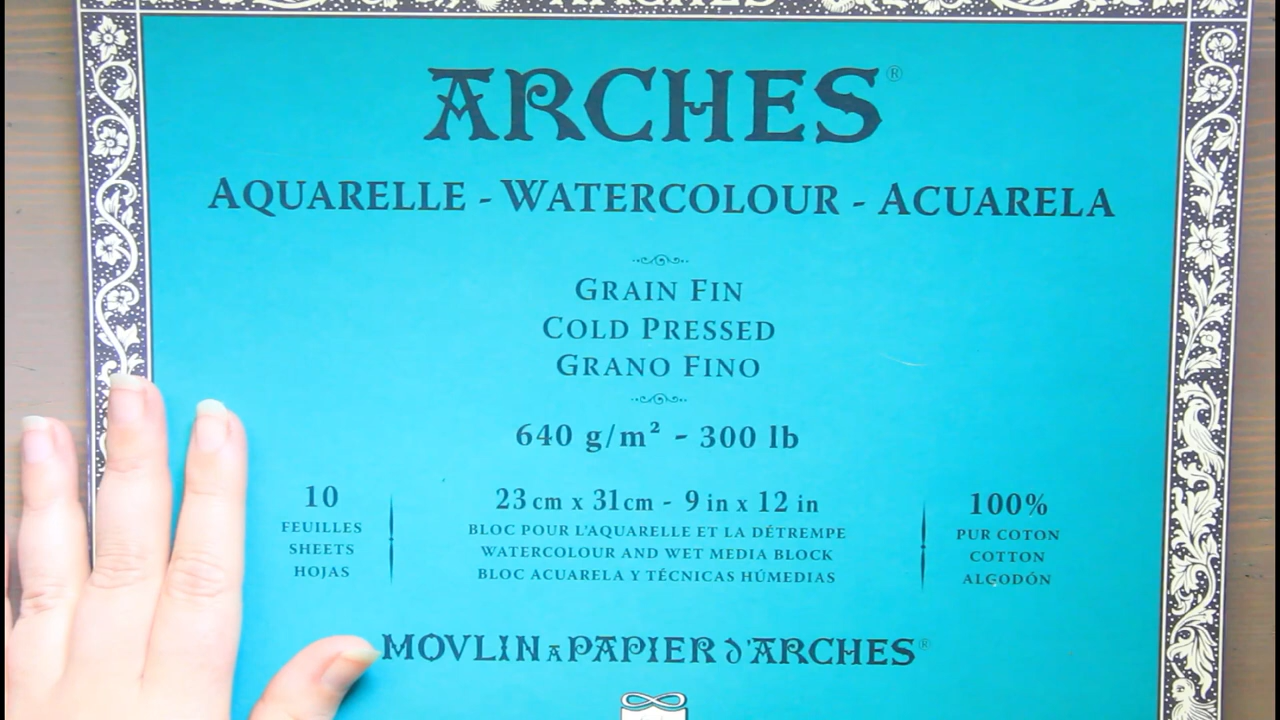 ARCHES
ARCHES®
AQUARELLE - WATERCOLOUR - ACUARELA
GRAIN FIN
COLD PRESSED
GRANO FINO
640 g/m² - 300 lb
10
FEUILLES
SHEETS
HOJAS
23 cm x 31 cm - 9 in x 12 in
BLOC POUR L'AQUARELLE ET LA DÉTREMPE
WATERCOLOUR AND WET MEDIA BLOCK
BLOC ACUARELA Y TÉCNICAS HÚMEDIAS
100%
PUR COTON
COTTON
ALGODÓN
MOVLIN A PAPIER d'ARCHES®